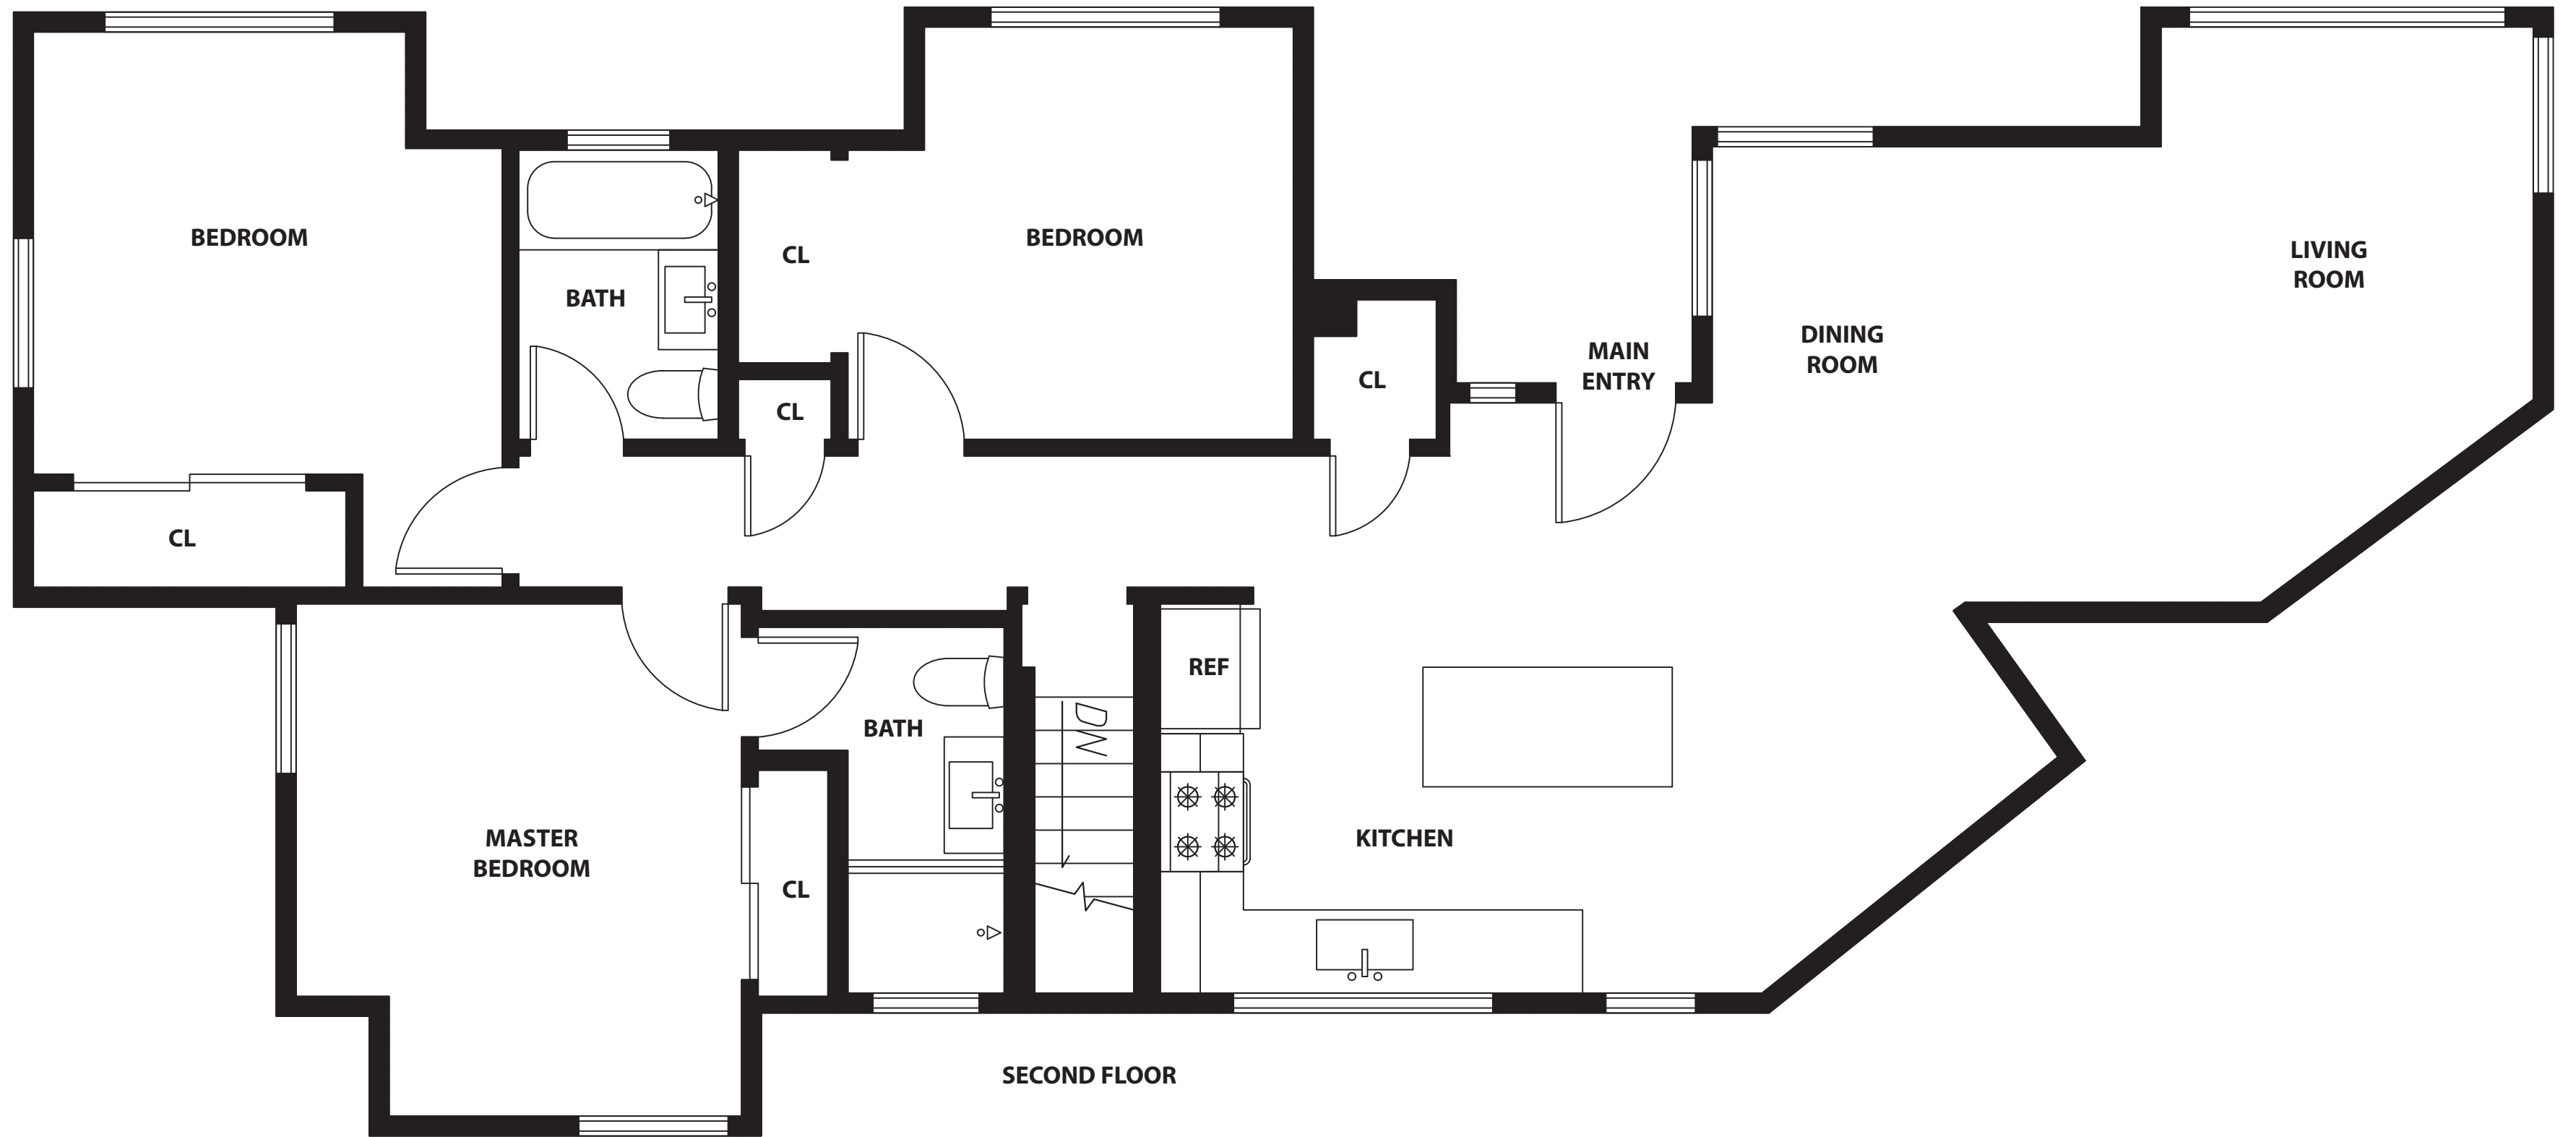 BEDROOM
BEDROOM
CL
BATH
LIVING
ROOM
DINING
ROOM
MAIN
ENTRY
CL
CL
CL
REF
DN
BATH
MASTER
BEDROOM
KITCHEN
CL
SECOND FLOOR